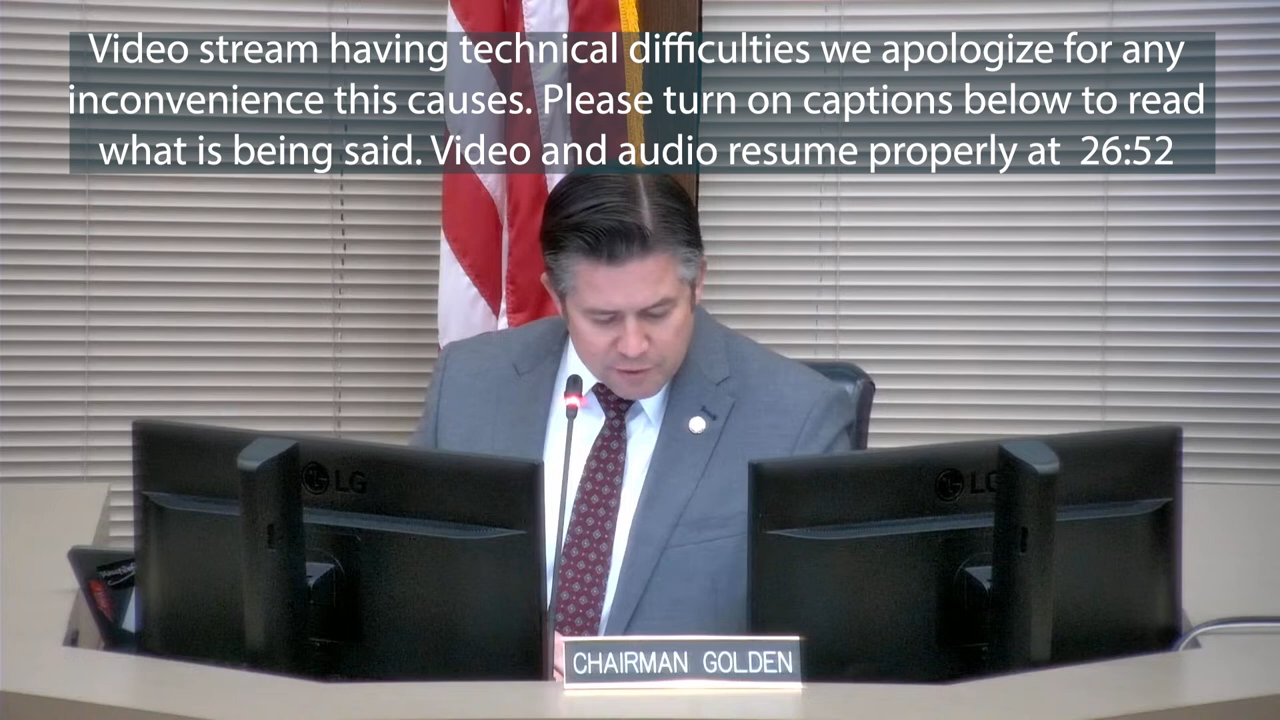 Video stream having technical difficulties we apologize for any
inconvenience this causes. Please turn on captions below to read
what is being said. Video and audio resume properly at 26:52
LG
LG
CHAIRMAN GOLDEN